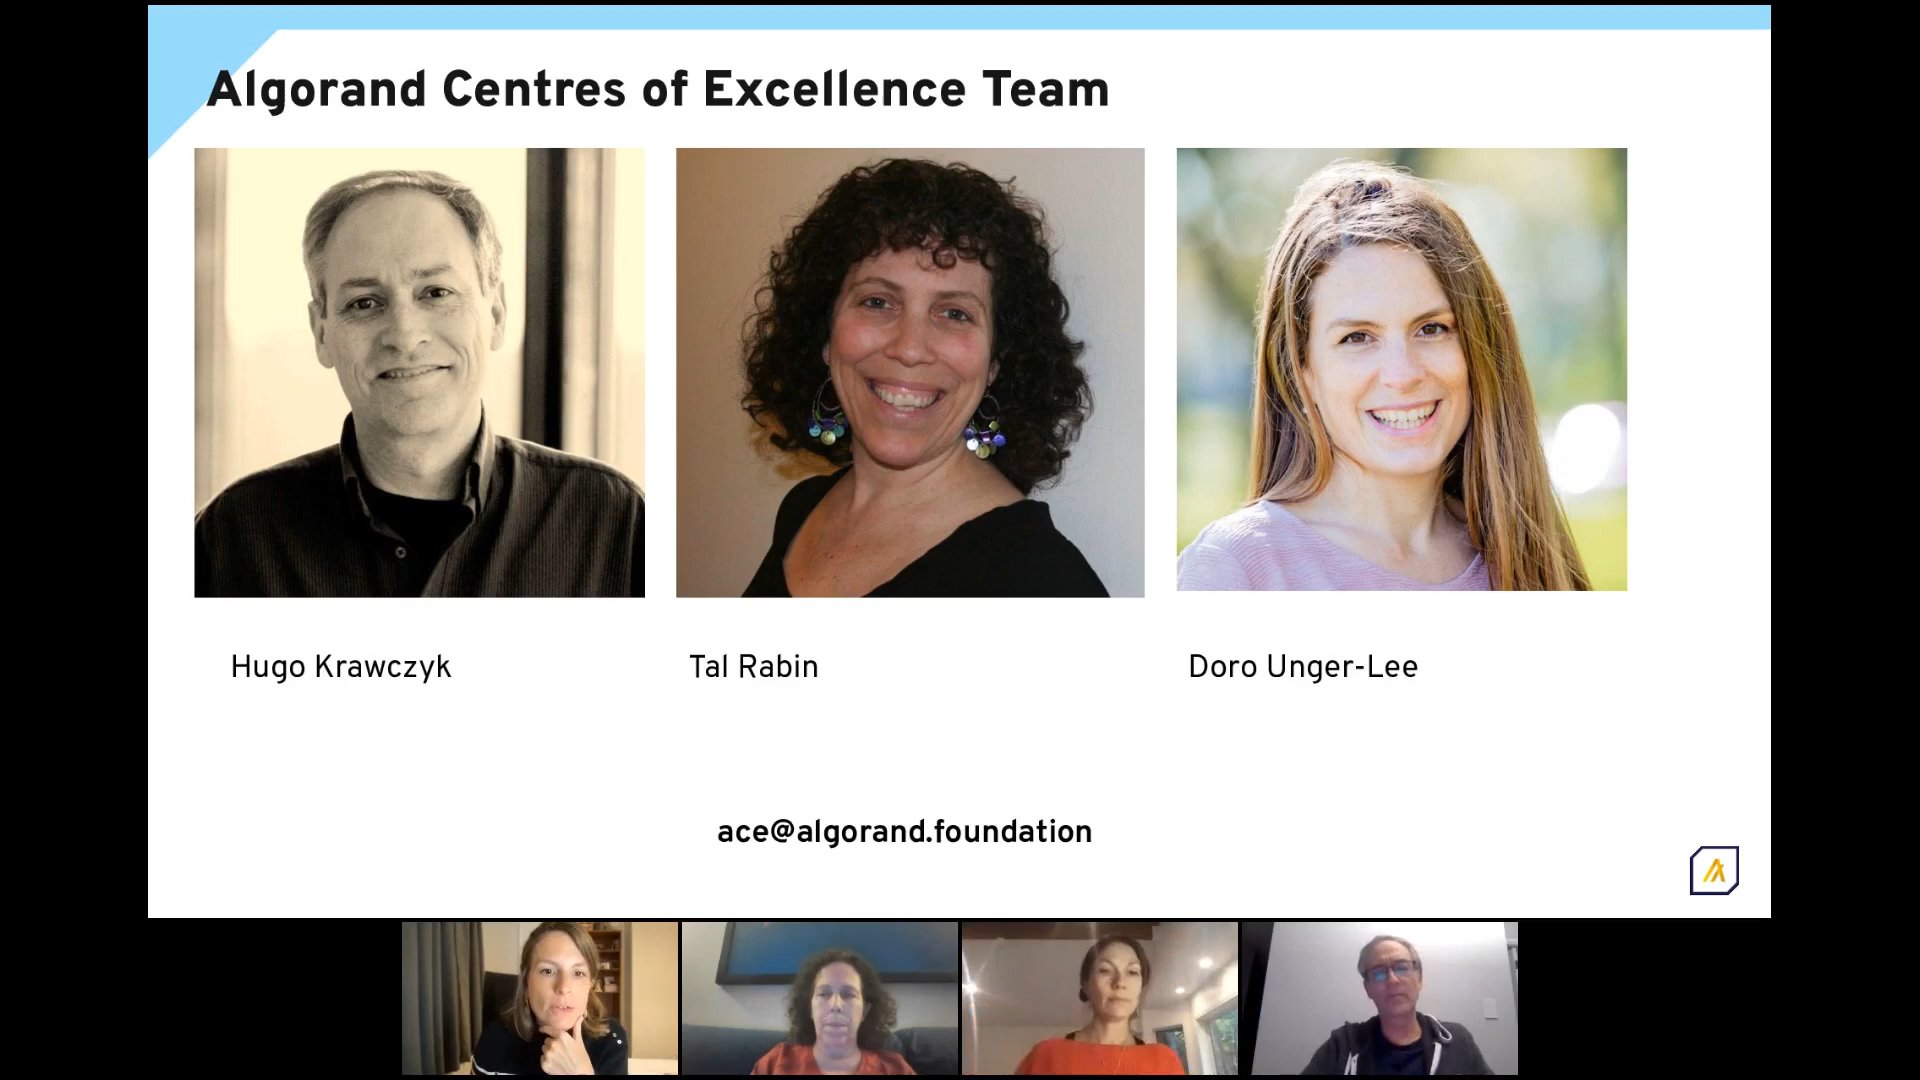 Algorand Centres of Excellence Team
Hugo Krawczyk
Tal Rabin
Doro Unger-Lee
ace@algorand.foundation